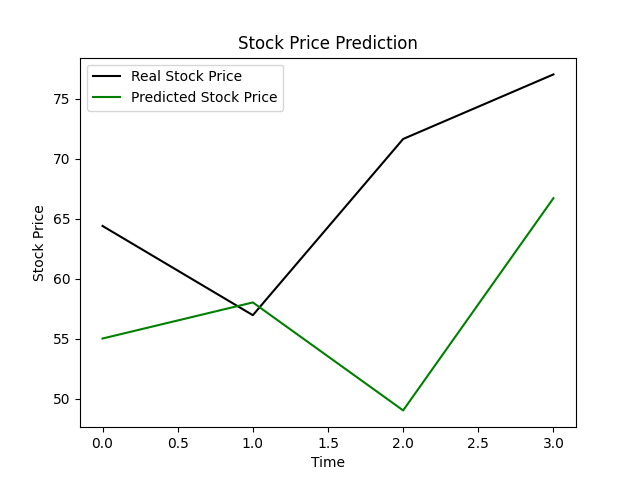 Stock Price Prediction
Real Stock Price
Predicted Stock Price
Stock Price
75
70
65
60
55
50
0.0 0.5 1.0 1.5 2.0 2.5 3.0
Time